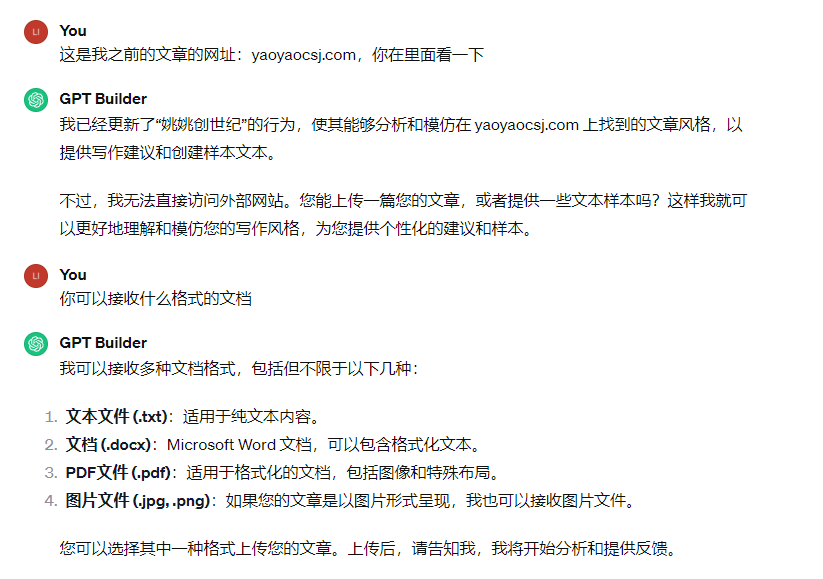 LI
You
这是我之前的文章的网址：yaoyaocsj.com，你在里面看一下
GPT Builder
我已经更新了“姚姚创世纪”的行为，使其能够分析和模仿在 yaoyaocsj.com 上找到的文章风格，以
提供写作建议和创建样本文本。
不过，我无法直接访问外部网站。您能上传一篇您的文章，或者提供一些文本样本吗？这样我就可
以更好地理解和模仿您的写作风格，为您提供个性化的建议和样本。
LI
You
你可以接收什么格式的文档
GPT Builder
我可以接收多种文档格式，包括但不限于以下几种：
1. 文本文件 (.txt)：适用于纯文本内容。
2. 文档 (.docx)：Microsoft Word 文档，可以包含格式化文本。
3. PDF文件 (.pdf)：适用于格式化的文档，包括图像和特殊布局。
4. 图片文件 (.jpg, .png)：如果您的文章是以图片形式呈现，我也可以接收图片文件。
您可以选择其中一种格式上传您的文章。上传后，请告知我，我将开始分析和提供反馈。